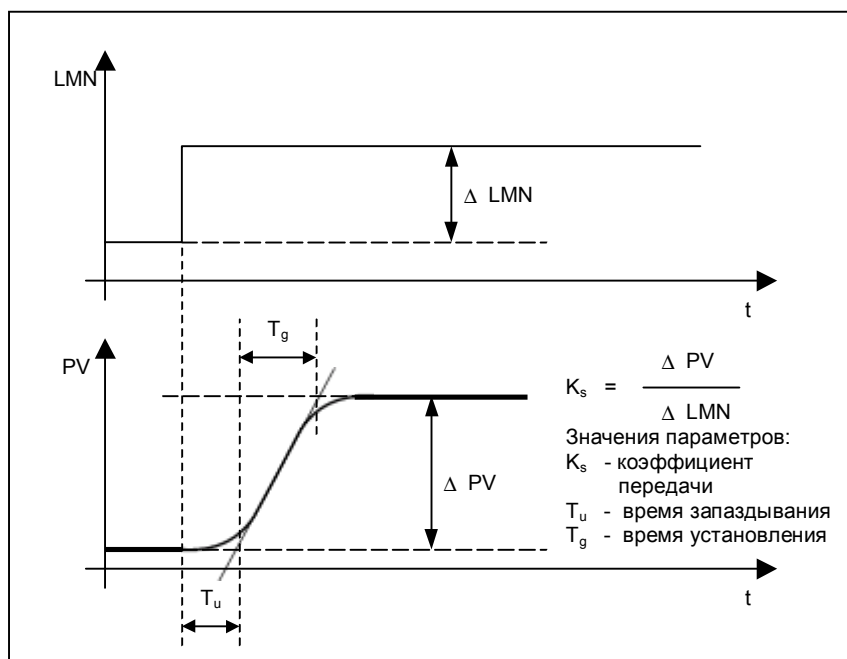 LMN
Δ LMN
t
T_g
PV
K_s = Δ PV / Δ LMN
Δ PV
Значения параметров:
K_s - коэффициент
передачи
T_u - время запаздывания
T_g - время установления
t
T_u